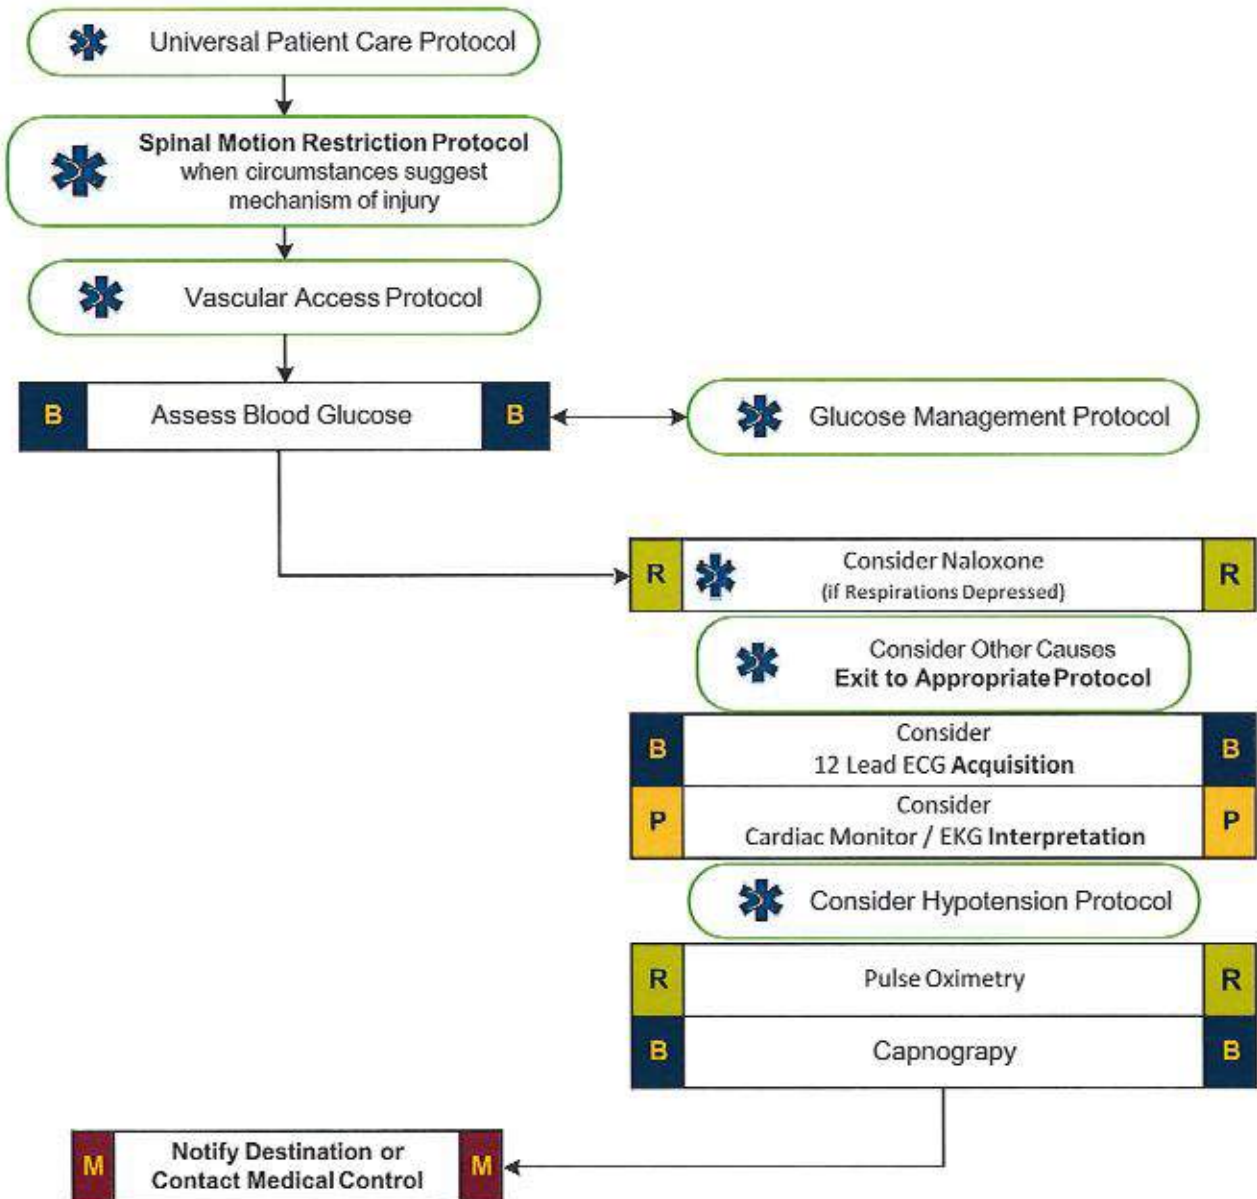 Universal Patient Care Protocol
Spinal Motion Restriction Protocol
when circumstances suggest
mechanism of injury
Vascular Access Protocol
B Assess Blood Glucose B
Glucose Management Protocol
R Consider Naloxone R
(if Respirations Depressed)
Consider Other Causes
Exit to Appropriate Protocol
B Consider B
12 Lead ECG Acquisition
P Consider P
Cardiac Monitor / EKG Interpretation
Consider Hypotension Protocol
R Pulse Oximetry R
B Capnograpy B
M Notify Destination or M
Contact Medical Control